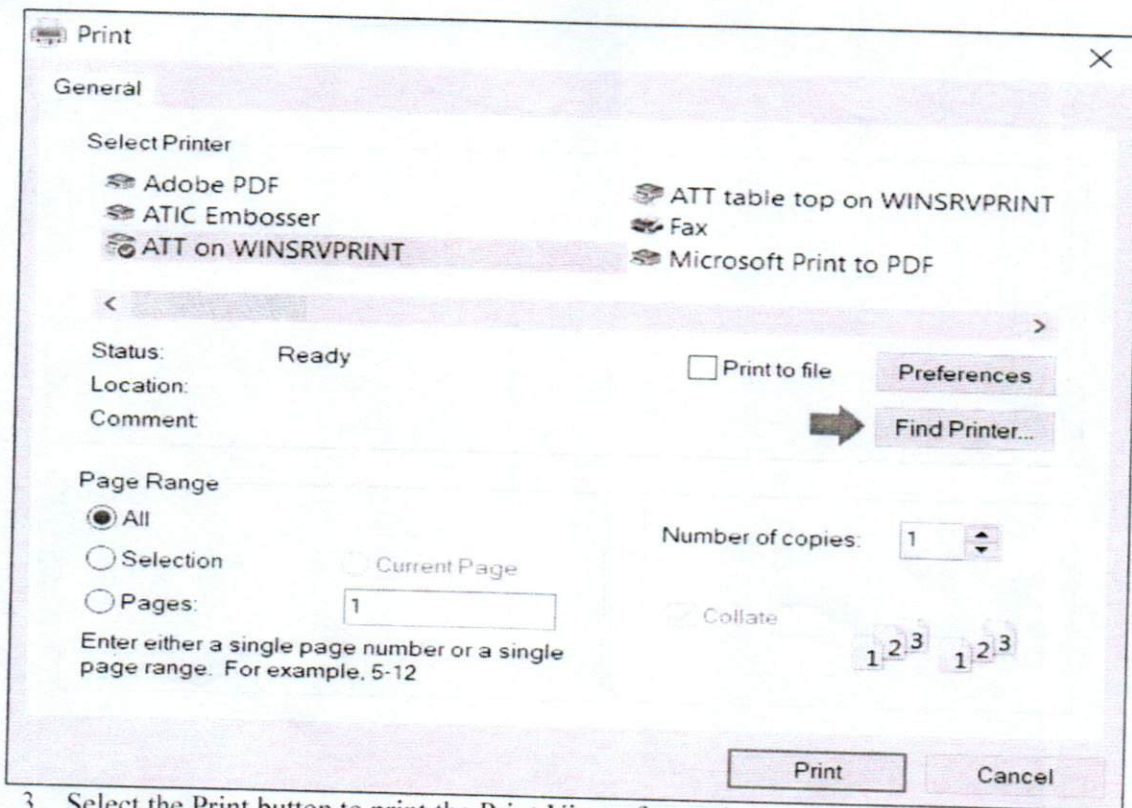 Print
General
Select Printer
Adobe PDF
ATIC Embosser
ATT on WINSRVPRINT
ATT table top on WINSRVPRINT
Fax
Microsoft Print to PDF
Status: Ready
Location:
Comment:
Print to file
Preferences
Find Printer...
Page Range
All
Selection
Current Page
Pages: 1
Enter either a single page number or a single
page range. For example, 5-12
Number of copies: 1
Collate
1 2 3 1 2 3
Print Cancel
3. Select the Print button to print the Print